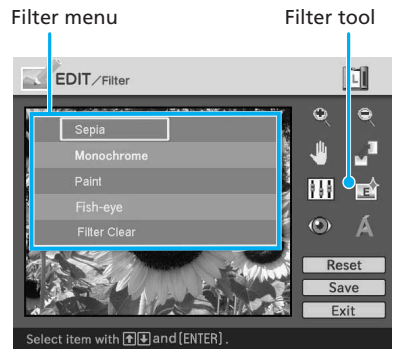 Filter menu
Filter tool
EDIT/Filter
L
Sepia
Monochrome
Paint
Fish-eye
Filter Clear
E
A
Reset
Save
Exit
Select item with ↑↓ and [ENTER].